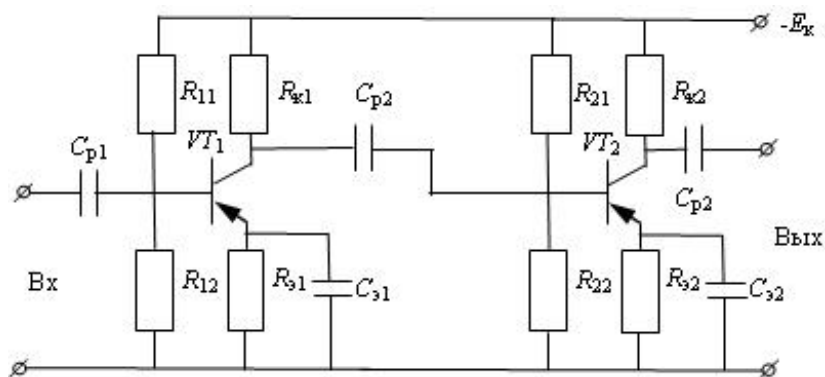 -Eк
R11 Rк1 Cр2 R21 Rк2
Cр1 VT1 VT2
Cр2
Вх R12 Rэ1 Cэ1 R22 Rэ2 Cэ2 Вых